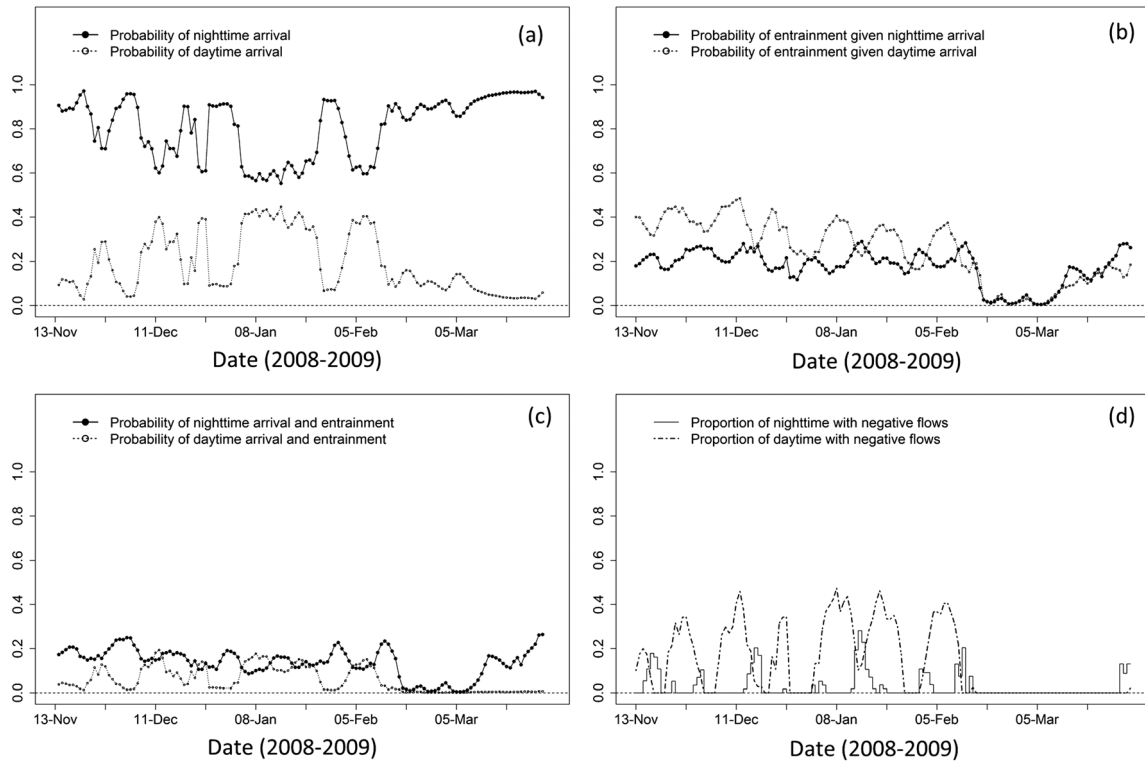 Probability of nighttime arrival
Probability of daytime arrival
(a)
1.0
0.8
0.6
0.4
0.2
0.0
13-Nov 11-Dec 08-Jan 05-Feb 05-Mar
Date (2008-2009)
Probability of entrainment given nighttime arrival
Probability of entrainment given daytime arrival
(b)
1.0
0.8
0.6
0.4
0.2
0.0
13-Nov 11-Dec 08-Jan 05-Feb 05-Mar
Date (2008-2009)
Probability of nighttime arrival and entrainment
Probability of daytime arrival and entrainment
(c)
1.0
0.8
0.6
0.4
0.2
0.0
13-Nov 11-Dec 08-Jan 05-Feb 05-Mar
Date (2008-2009)
Proportion of nighttime with negative flows
Proportion of daytime with negative flows
(d)
1.0
0.8
0.6
0.4
0.2
0.0
13-Nov 11-Dec 08-Jan 05-Feb 05-Mar
Date (2008-2009)